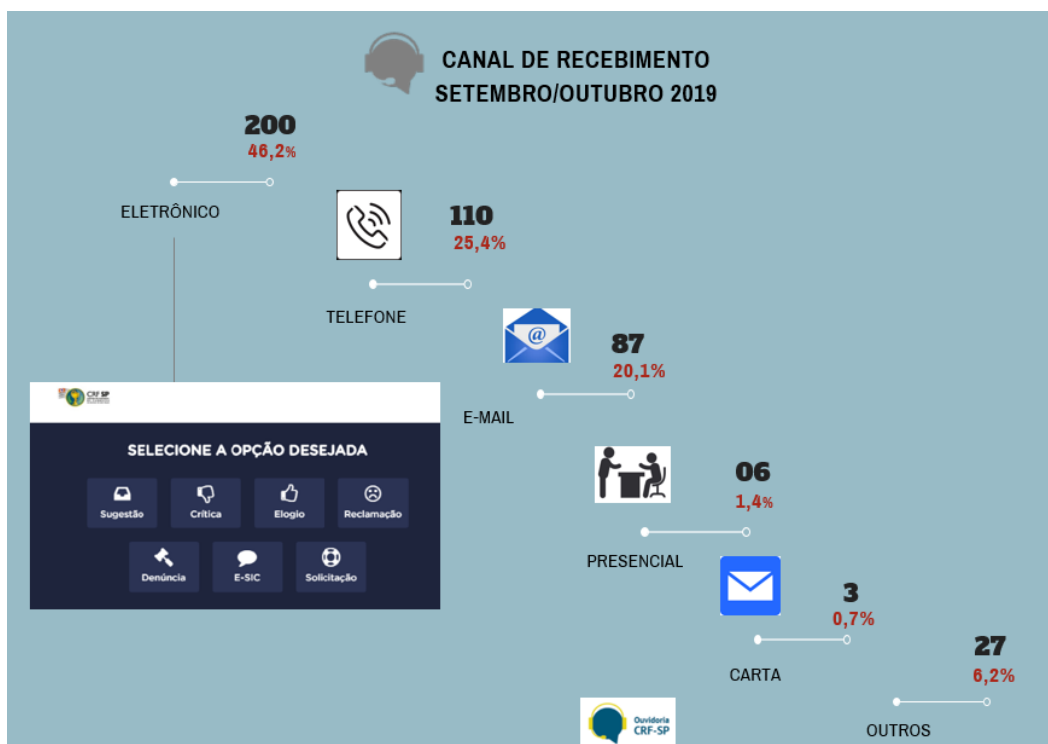 CANAL DE RECEBIMENTO
SETEMBRO/OUTUBRO 2019
200
46,2%
ELETRÔNICO
110
25,4%
TELEFONE
@
87
20,1%
E-MAIL
CRF SP
SELECIONE A OPÇÃO DESEJADA
Sugestão
Crítica
Elogio
Reclamação
Denúncia
E-SIC
Solicitação
06
1,4%
PRESENCIAL
3
0,7%
CARTA
27
6,2%
OUTROS
Ouvidoria
CRF-SP